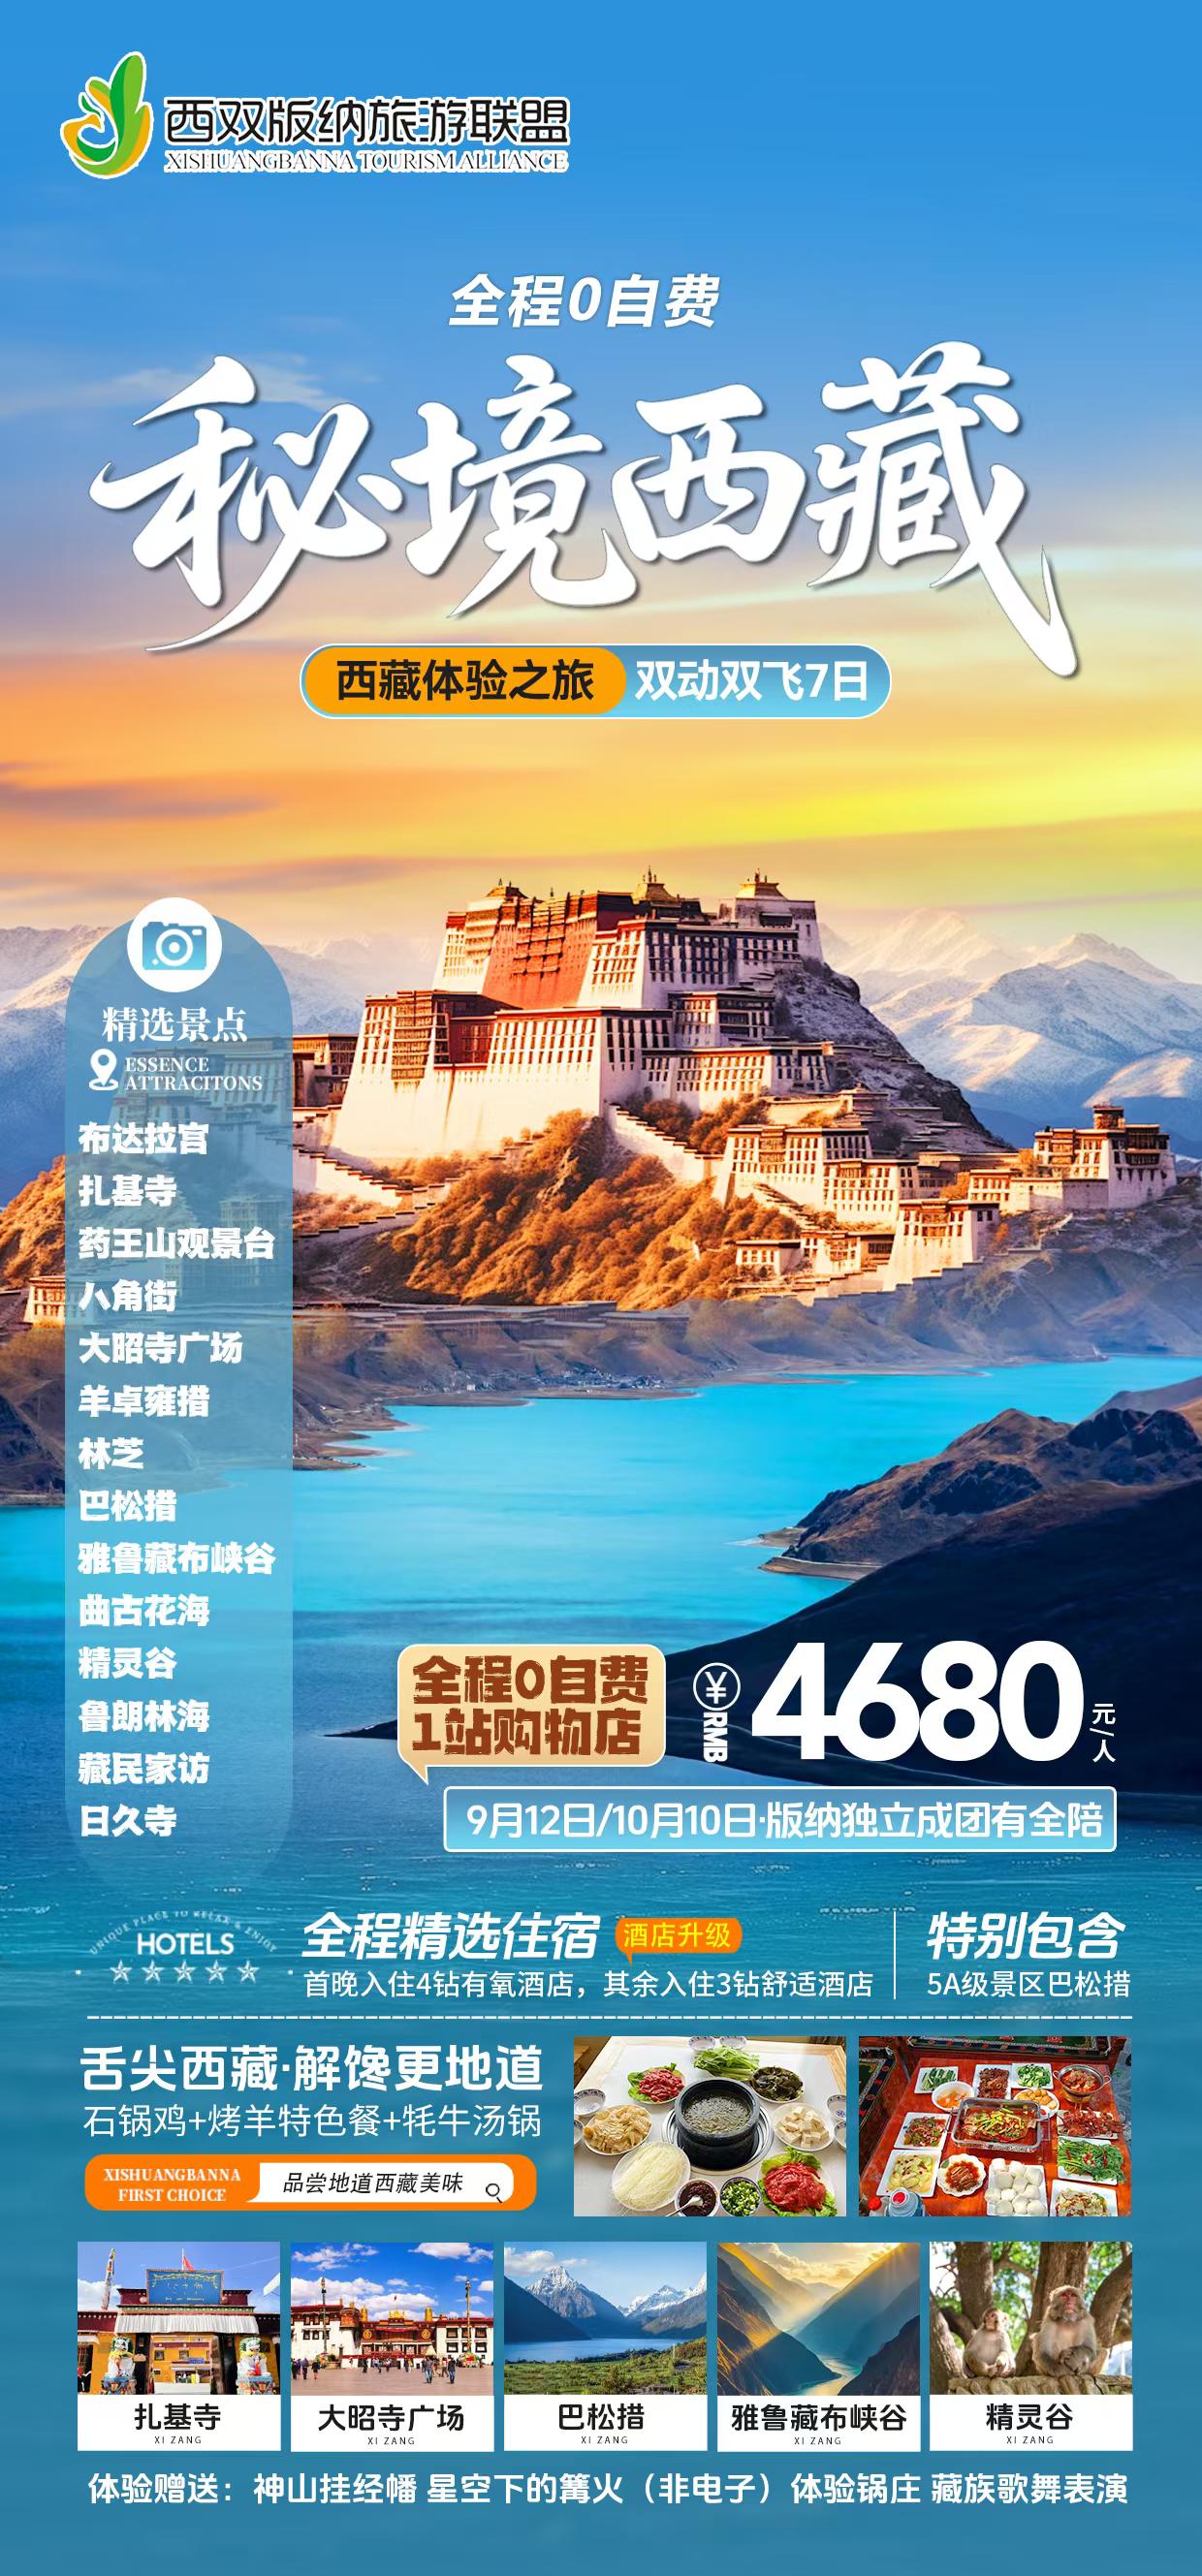 西双版纳旅游联盟
XISHUANGBANNA TOURISM ALLIANCE
全程0自费
秘境西藏
西藏体验之旅 双动双飞7日
精选景点
ESSENCE
ATTRACITONS
布达拉宫
扎基寺
药王山观景台
八角街
大昭寺广场
羊卓雍措
林芝
巴松措
雅鲁藏布峡谷
曲古花海
精灵谷
鲁朗林海
藏民家访
日久寺
全程0自费
1站购物店
¥RMB 4680元/人
9月12日/10月10日·版纳独立成团有全陪
UNIQUE PLACE TO RELAX & ENJOY
HOTELS
全程精选住宿 酒店升级
首晚入住4钻有氧酒店，其余入住3钻舒适酒店
特别包含
5A级景区巴松措
舌尖西藏·解馋更地道
石锅鸡+烤羊特色餐+牦牛汤锅
XISHUANGBANNA
FIRST CHOICE
品尝地道西藏美味
扎基寺
XI ZANG
大昭寺广场
XI ZANG
巴松措
XI ZANG
雅鲁藏布峡谷
XI ZANG
精灵谷
XI ZANG
体验赠送：神山挂经幡 星空下的篝火（非电子）体验锅庄 藏族歌舞表演